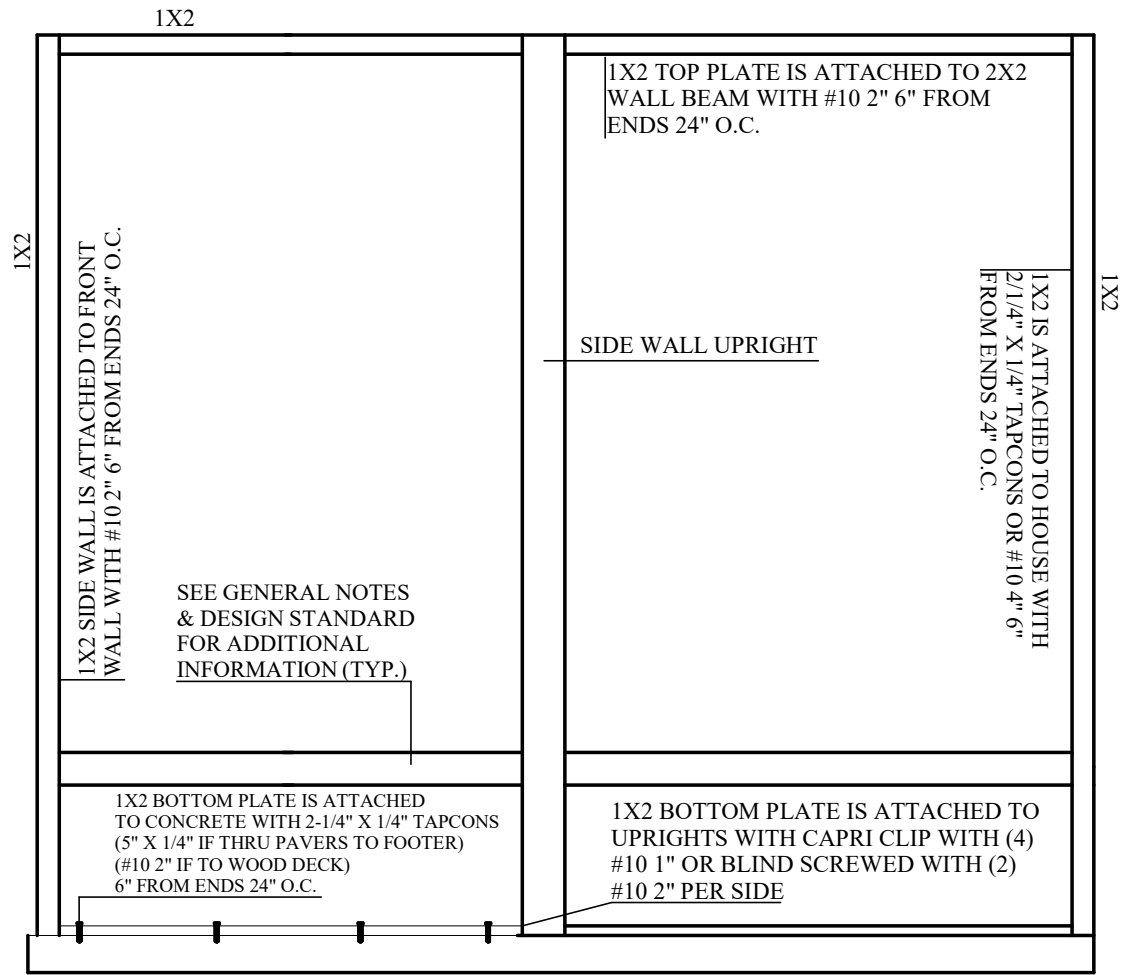 1X2
1X2 TOP PLATE IS ATTACHED TO 2X2
WALL BEAM WITH #10 2" 6" FROM
ENDS 24" O.C.
1X2
1X2 SIDE WALL IS ATTACHED TO FRONT
WALL WITH #10 2" 6" FROM ENDS 24" O.C.
SIDE WALL UPRIGHT
1X2 IS ATTACHED TO HOUSE WITH
2/1/4" X 1/4" TAPCONS OR #10 4" 6"
FROM ENDS 24" O.C.
1X2
SEE GENERAL NOTES
& DESIGN STANDARD
FOR ADDITIONAL
INFORMATION (TYP.)
1X2 BOTTOM PLATE IS ATTACHED
TO CONCRETE WITH 2-1/4" X 1/4" TAPCONS
(5" X 1/4" IF THRU PAVERS TO FOOTER)
(#10 2" IF TO WOOD DECK)
6" FROM ENDS 24" O.C.
1X2 BOTTOM PLATE IS ATTACHED TO
UPRIGHTS WITH CAPRI CLIP WITH (4)
#10 1" OR BLIND SCREWED WITH (2)
#10 2" PER SIDE